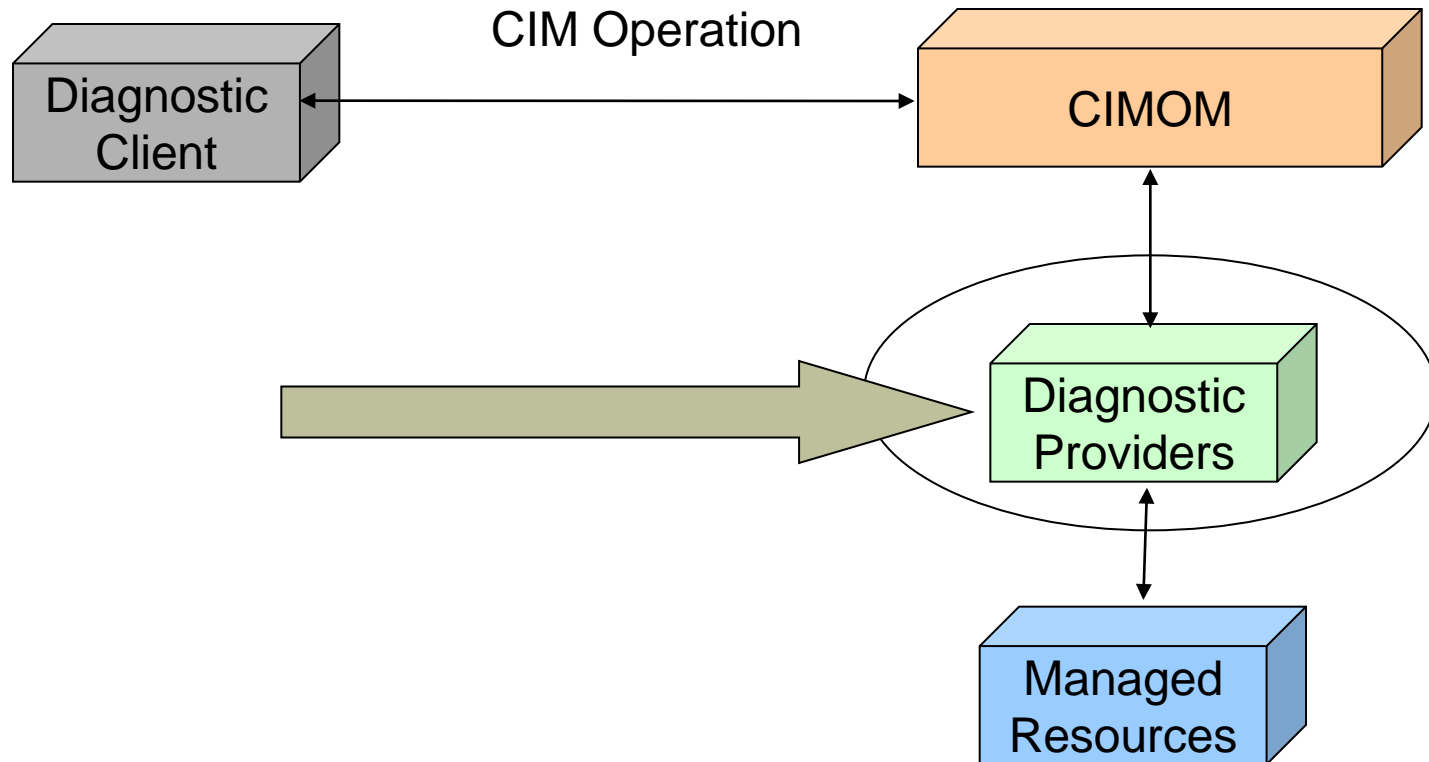 CIM Operation
Diagnostic
Client
CIMOM
Diagnostic
Providers
Managed
Resources